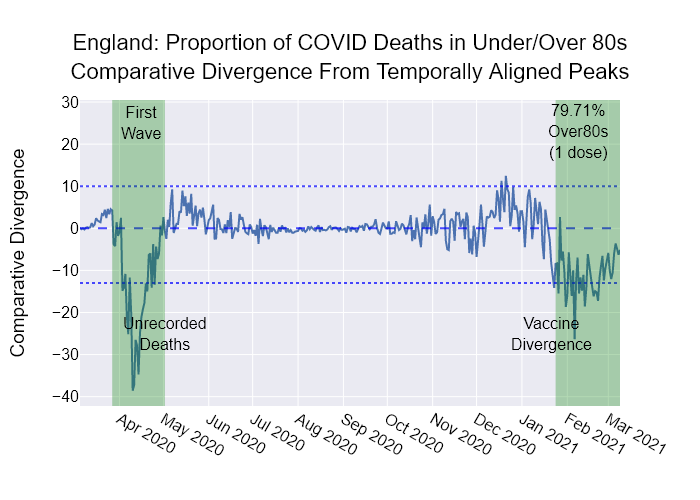 England: Proportion of COVID Deaths in Under/Over 80s
Comparative Divergence From Temporally Aligned Peaks
Comparative Divergence
30
20
10
0
−10
−20
−30
−40
First
Wave
79.71%
Over80s
(1 dose)
Unrecorded
Deaths
Vaccine
Divergence
Apr 2020
May 2020
Jun 2020
Jul 2020
Aug 2020
Sep 2020
Oct 2020
Nov 2020
Dec 2020
Jan 2021
Feb 2021
Mar 2021